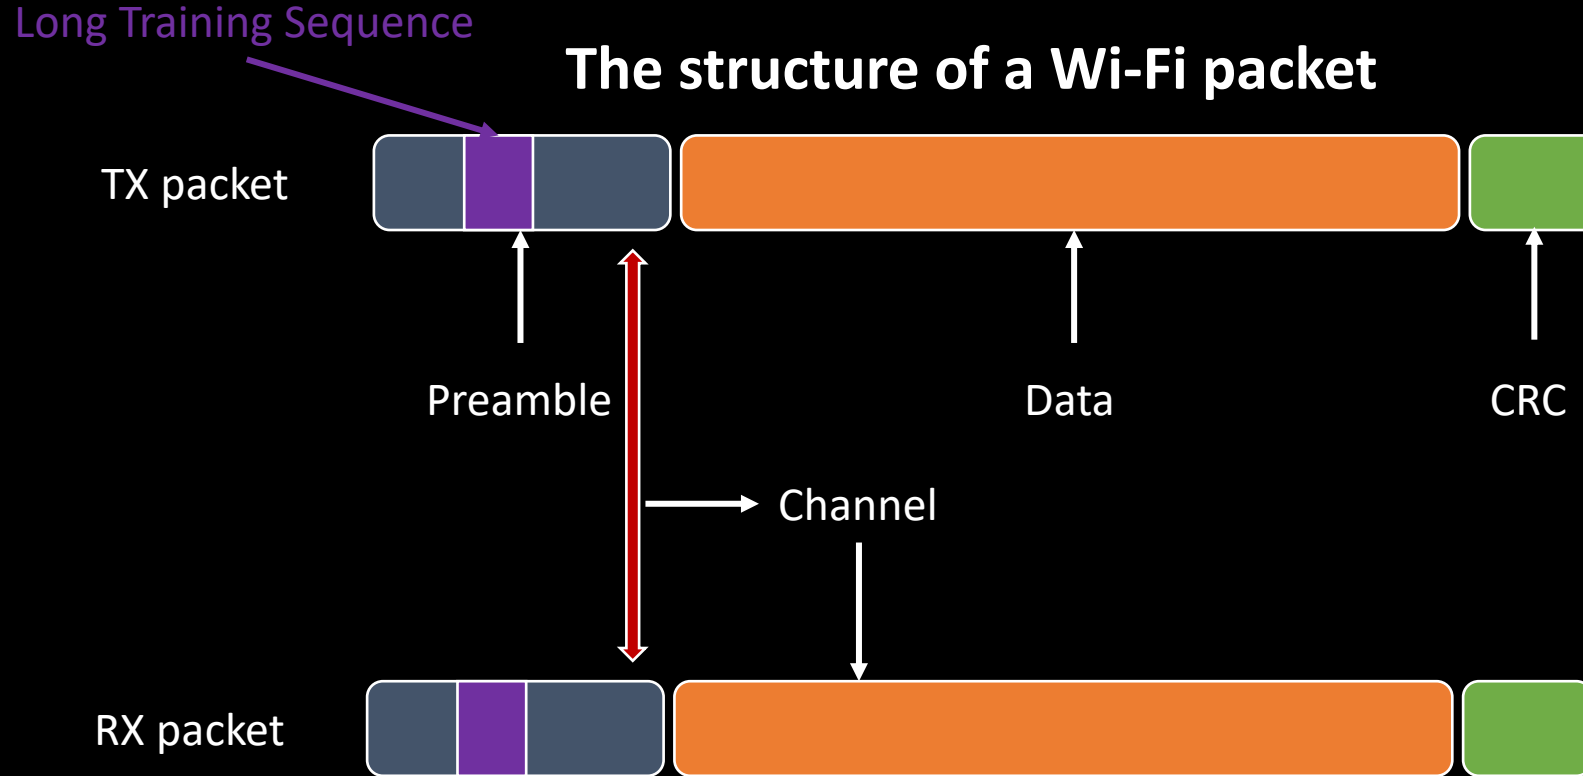 Long Training Sequence
The structure of a Wi-Fi packet
TX packet
Preamble
Data
CRC
Channel
RX packet